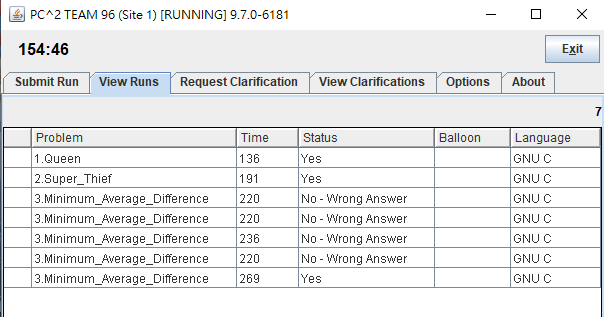 PC^2 TEAM 96 (Site 1) [RUNNING] 9.7.0-6181
154:46 Exit
Submit Run View Runs Request Clarification View Clarifications Options About
7
Problem Time Status Balloon Language
1.Queen 136 Yes GNU C
2.Super_Thief 191 Yes GNU C
3.Minimum_Average_Difference 220 No - Wrong Answer GNU C
3.Minimum_Average_Difference 220 No - Wrong Answer GNU C
3.Minimum_Average_Difference 236 No - Wrong Answer GNU C
3.Minimum_Average_Difference 220 No - Wrong Answer GNU C
3.Minimum_Average_Difference 269 Yes GNU C